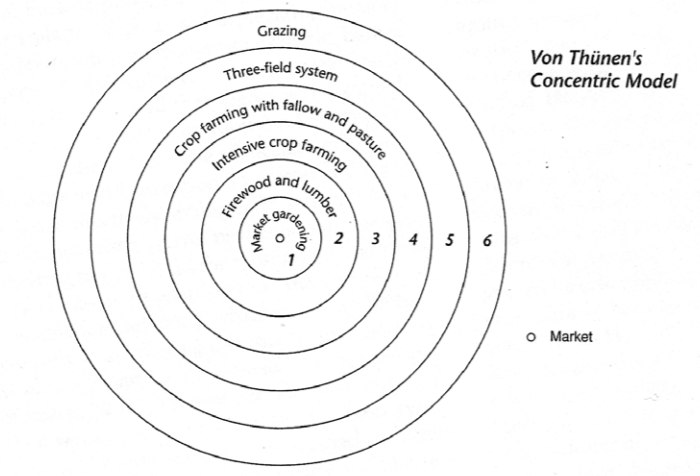 Grazing
Three-field system
Crop farming with fallow and pasture
Intensive crop farming
Firewood and lumber
Market gardening
1
2
3
4
5
6
Von Thünen's
Concentric Model
Market